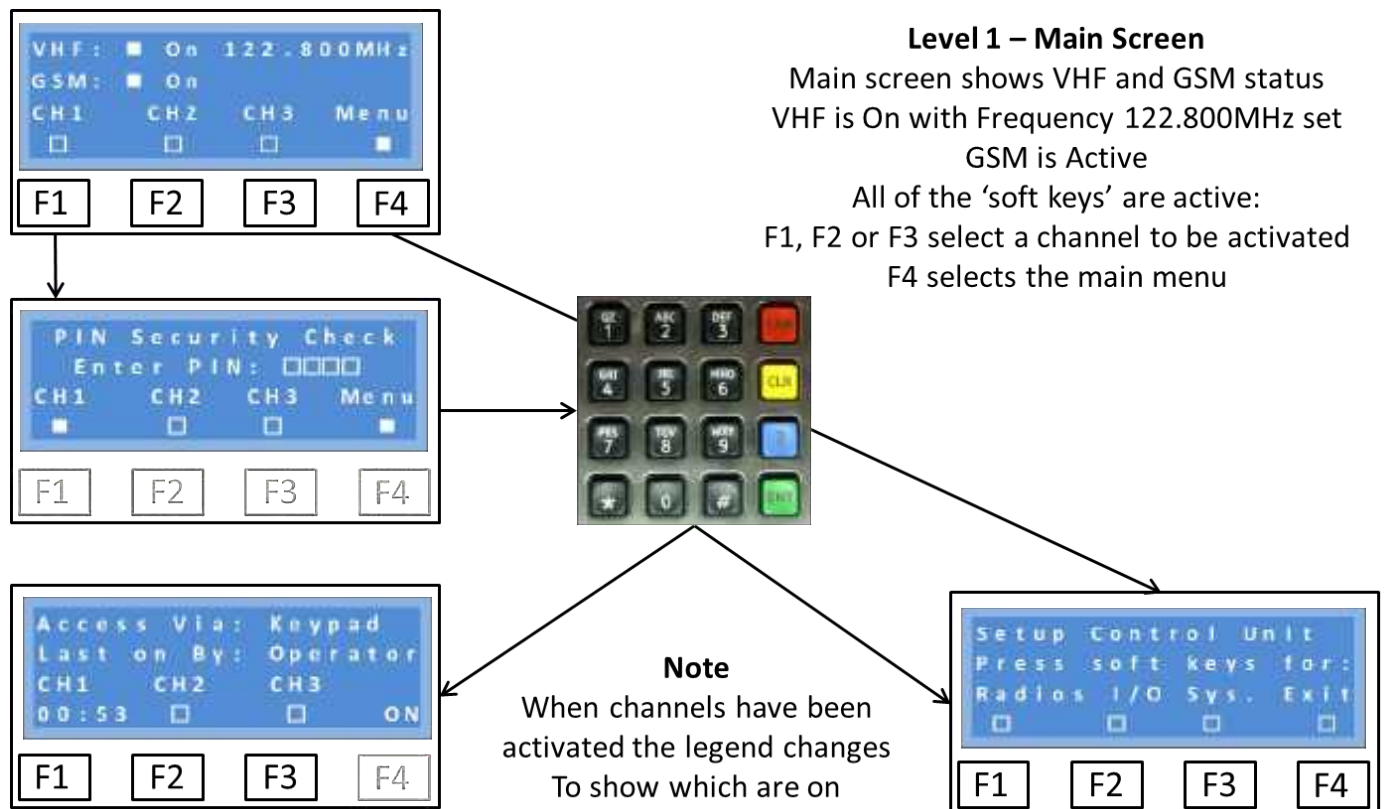 VHF: On 122.800MHz
GSM: On
CH1 CH2 CH3 Menu
F1 F2 F3 F4
Level 1 – Main Screen
Main screen shows VHF and GSM status
VHF is On with Frequency 122.800MHz set
GSM is Active
All of the ‘soft keys’ are active:
F1, F2 or F3 select a channel to be activated
F4 selects the main menu
PIN Security Check
Enter PIN:
CH1 CH2 CH3 Menu
F1 F2 F3 F4
1 ABC 2 DEF 3
GHI 4 5 MNO 6 CLR
7 8 9
* 0 # ENT
Access Via: Keypad
Last on By: Operator
CH1 CH2 CH3
00:53 ON
F1 F2 F3 F4
Note
When channels have been
activated the legend changes
To show which are on
Setup Control Unit
Press soft keys for:
Radios I/O Sys. Exit
F1 F2 F3 F4